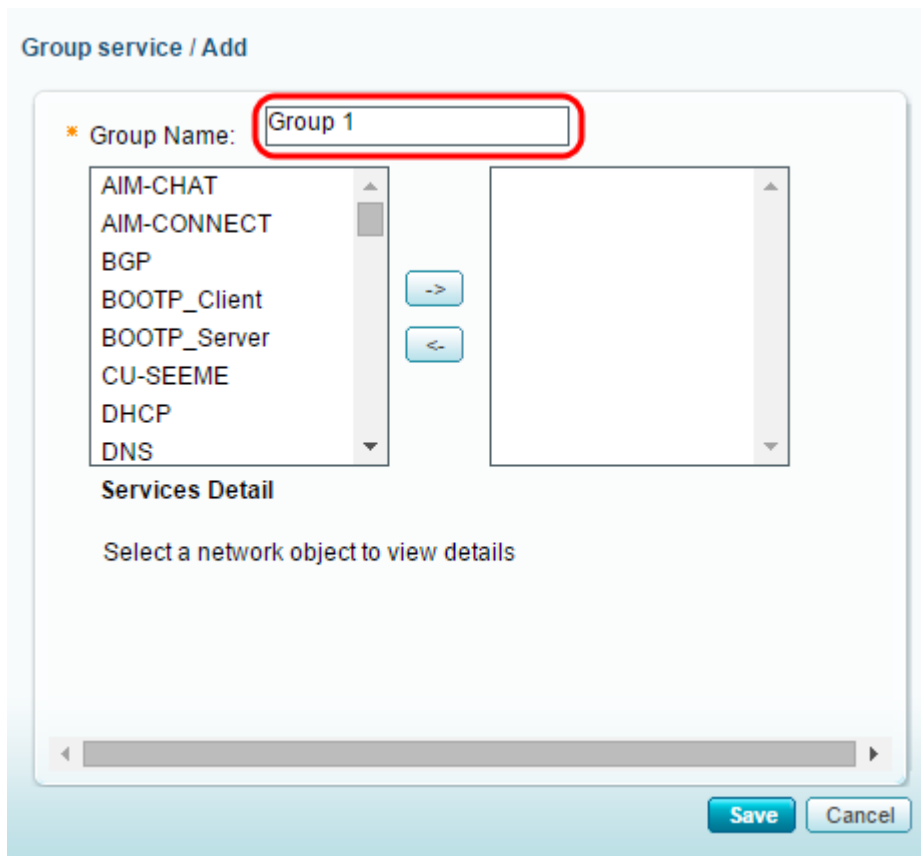 Group service / Add
* Group Name: Group 1
AIM-CHAT
AIM-CONNECT
BGP
BOOTP_Client
BOOTP_Server
CU-SEEME
DHCP
DNS
->
<-
Services Detail
Select a network object to view details
Save Cancel